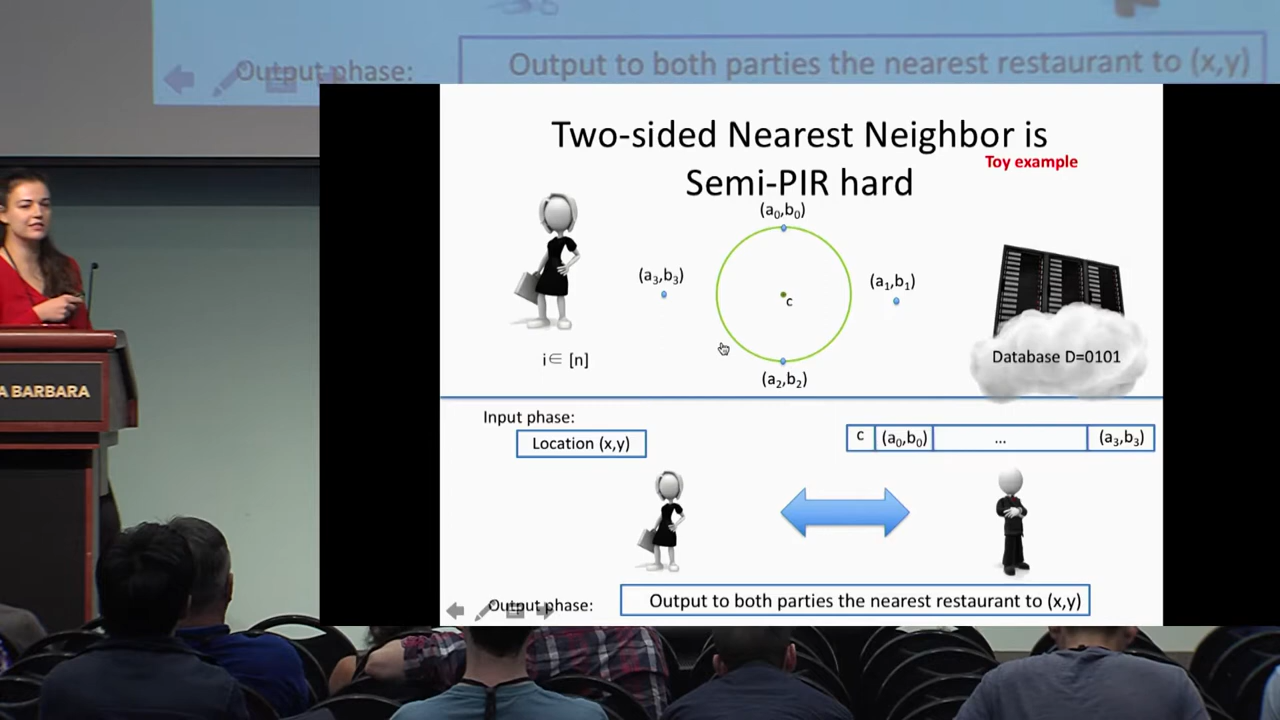 Output phase:
Output to both parties the nearest restaurant to (x,y)
Two-sided Nearest Neighbor is
Toy example
Semi-PIR hard
(a₀,b₀)
(a₃,b₃)
(a₁,b₁)
c
(a₂,b₂)
i∈ [n]
Database D=0101
A BARBARA
Input phase:
Location (x,y)
c (a₀,b₀) ... (a₃,b₃)
Output phase:
Output to both parties the nearest restaurant to (x,y)